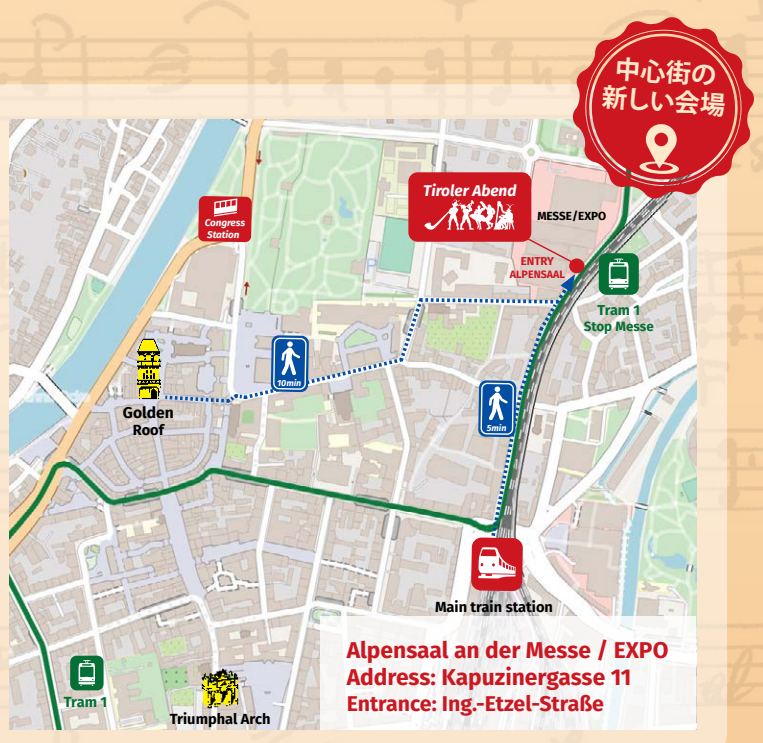 中心街の
新しい会場
Congress
Station
Tiroler Abend
MESSE/EXPO
ENTRY
ALPENSAAL
Tram 1
Stop Messe
10min
Golden
Roof
5min
Main train station
Alpensaal an der Messe / EXPO
Address: Kapuzinergasse 11
Entrance: Ing.-Etzel-Straße
Tram 1
Triumphal Arch